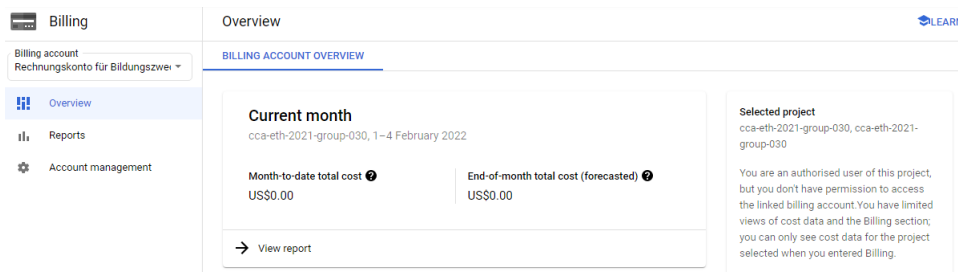 Billing
Overview
LEARN
Billing account
Rechnungskonto für Bildungszwe
BILLING ACCOUNT OVERVIEW
Overview
Reports
Account management
Current month
cca-eth-2021-group-030, 1–4 February 2022
Month-to-date total cost ?
US$0.00
End-of-month total cost (forecasted) ?
US$0.00
View report
Selected project
cca-eth-2021-group-030, cca-eth-2021-
group-030
You are an authorised user of this project,
but you don't have permission to access
the linked billing account.You have limited
views of cost data and the Billing section;
you can only see cost data for the project
selected when you entered Billing.